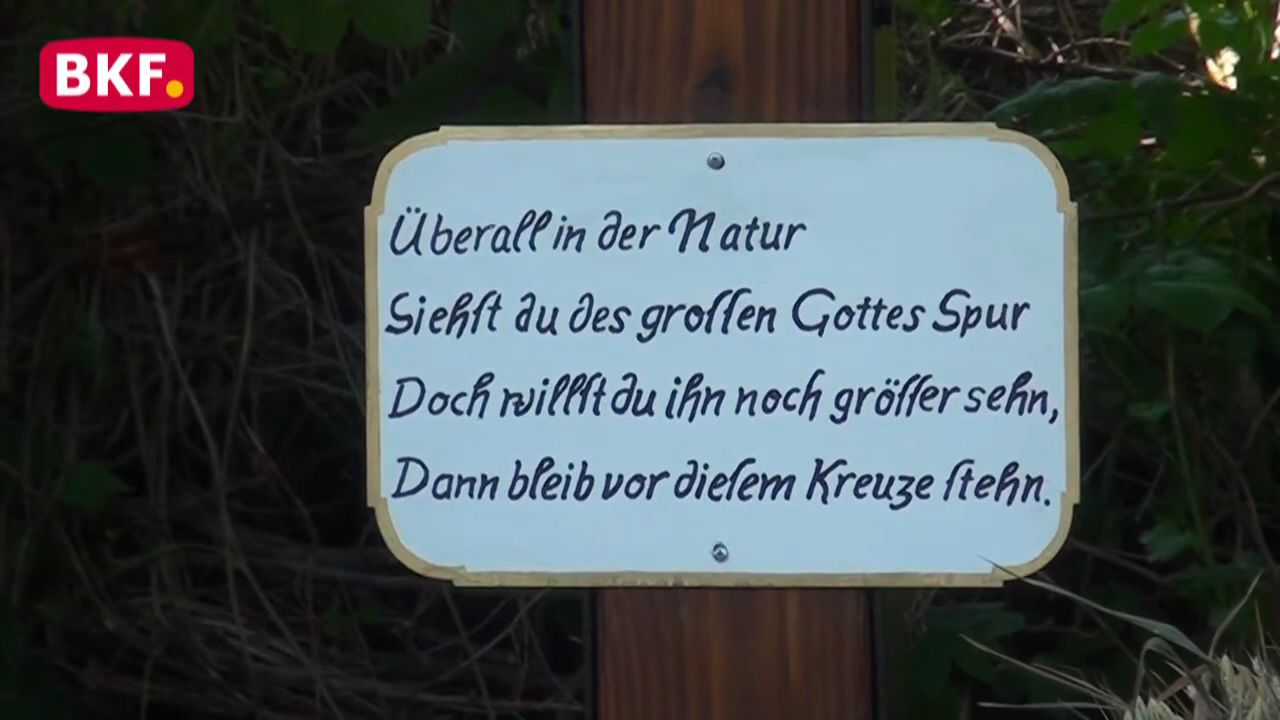 BKF.
Überall in der Natur
Siehſt du des groſſen Gottes Spur
Doch willſt du ihn noch gröſſer sehn,
Dann bleib vor dieſem Kreuze ſtehn.